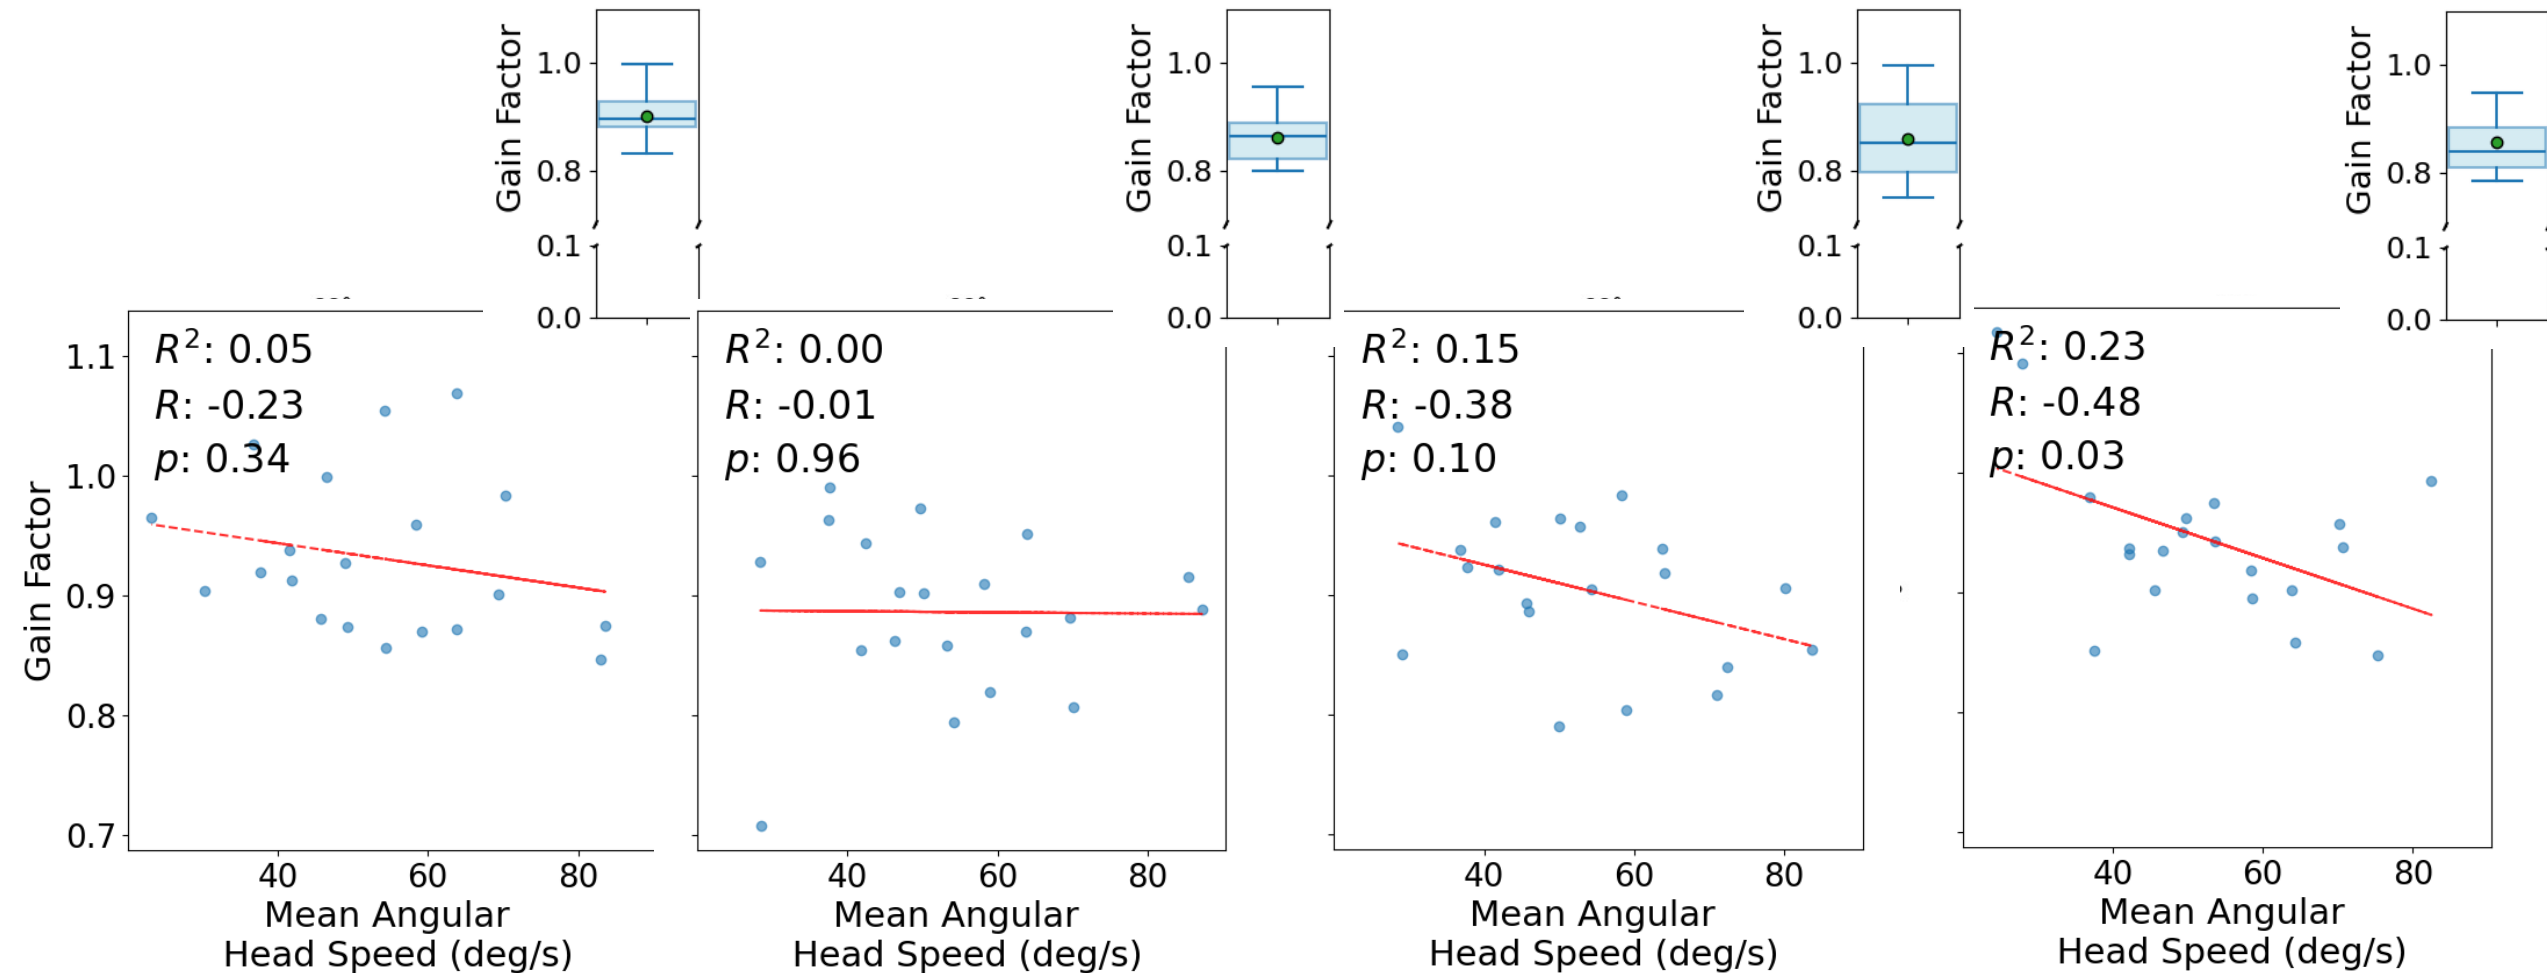 Gain Factor
1.0
0.8
0.1
0.0
Gain Factor
1.0
0.8
0.1
0.0
Gain Factor
1.0
0.8
0.1
0.0
Gain Factor
1.0
0.8
0.1
0.0
Gain Factor
1.1
1.0
0.9
0.8
0.7
R²: 0.05
R: -0.23
p: 0.34
40 60 80
Mean Angular
Head Speed (deg/s)
R²: 0.00
R: -0.01
p: 0.96
40 60 80
Mean Angular
Head Speed (deg/s)
R²: 0.15
R: -0.38
p: 0.10
40 60 80
Mean Angular
Head Speed (deg/s)
R²: 0.23
R: -0.48
p: 0.03
40 60 80
Mean Angular
Head Speed (deg/s)